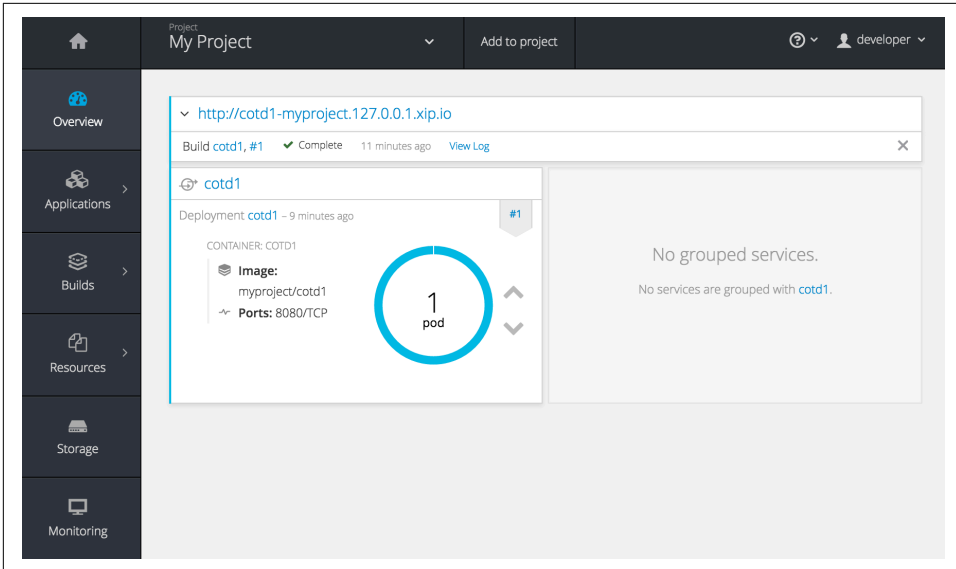 Project
My Project
Add to project
developer
Overview
Applications
Builds
Resources
Storage
Monitoring
http://cotd1-myproject.127.0.0.1.xip.io
Build cotd1, #1 Complete 11 minutes ago View Log
cotd1
Deployment cotd1 – 9 minutes ago
#1
CONTAINER: COTD1
Image:
myproject/cotd1
Ports: 8080/TCP
1
pod
No grouped services.
No services are grouped with cotd1.